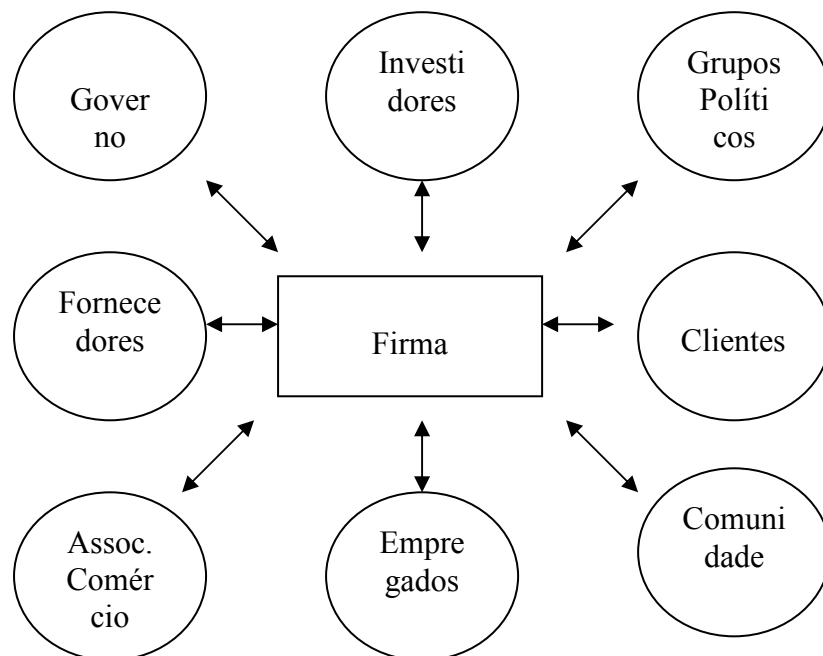 Gover
no
Investi
dores
Grupos
Políti
cos
Fornece
dores
Firma
Clientes
Assoc.
Comér
cio
Empre
gados
Comuni
dade